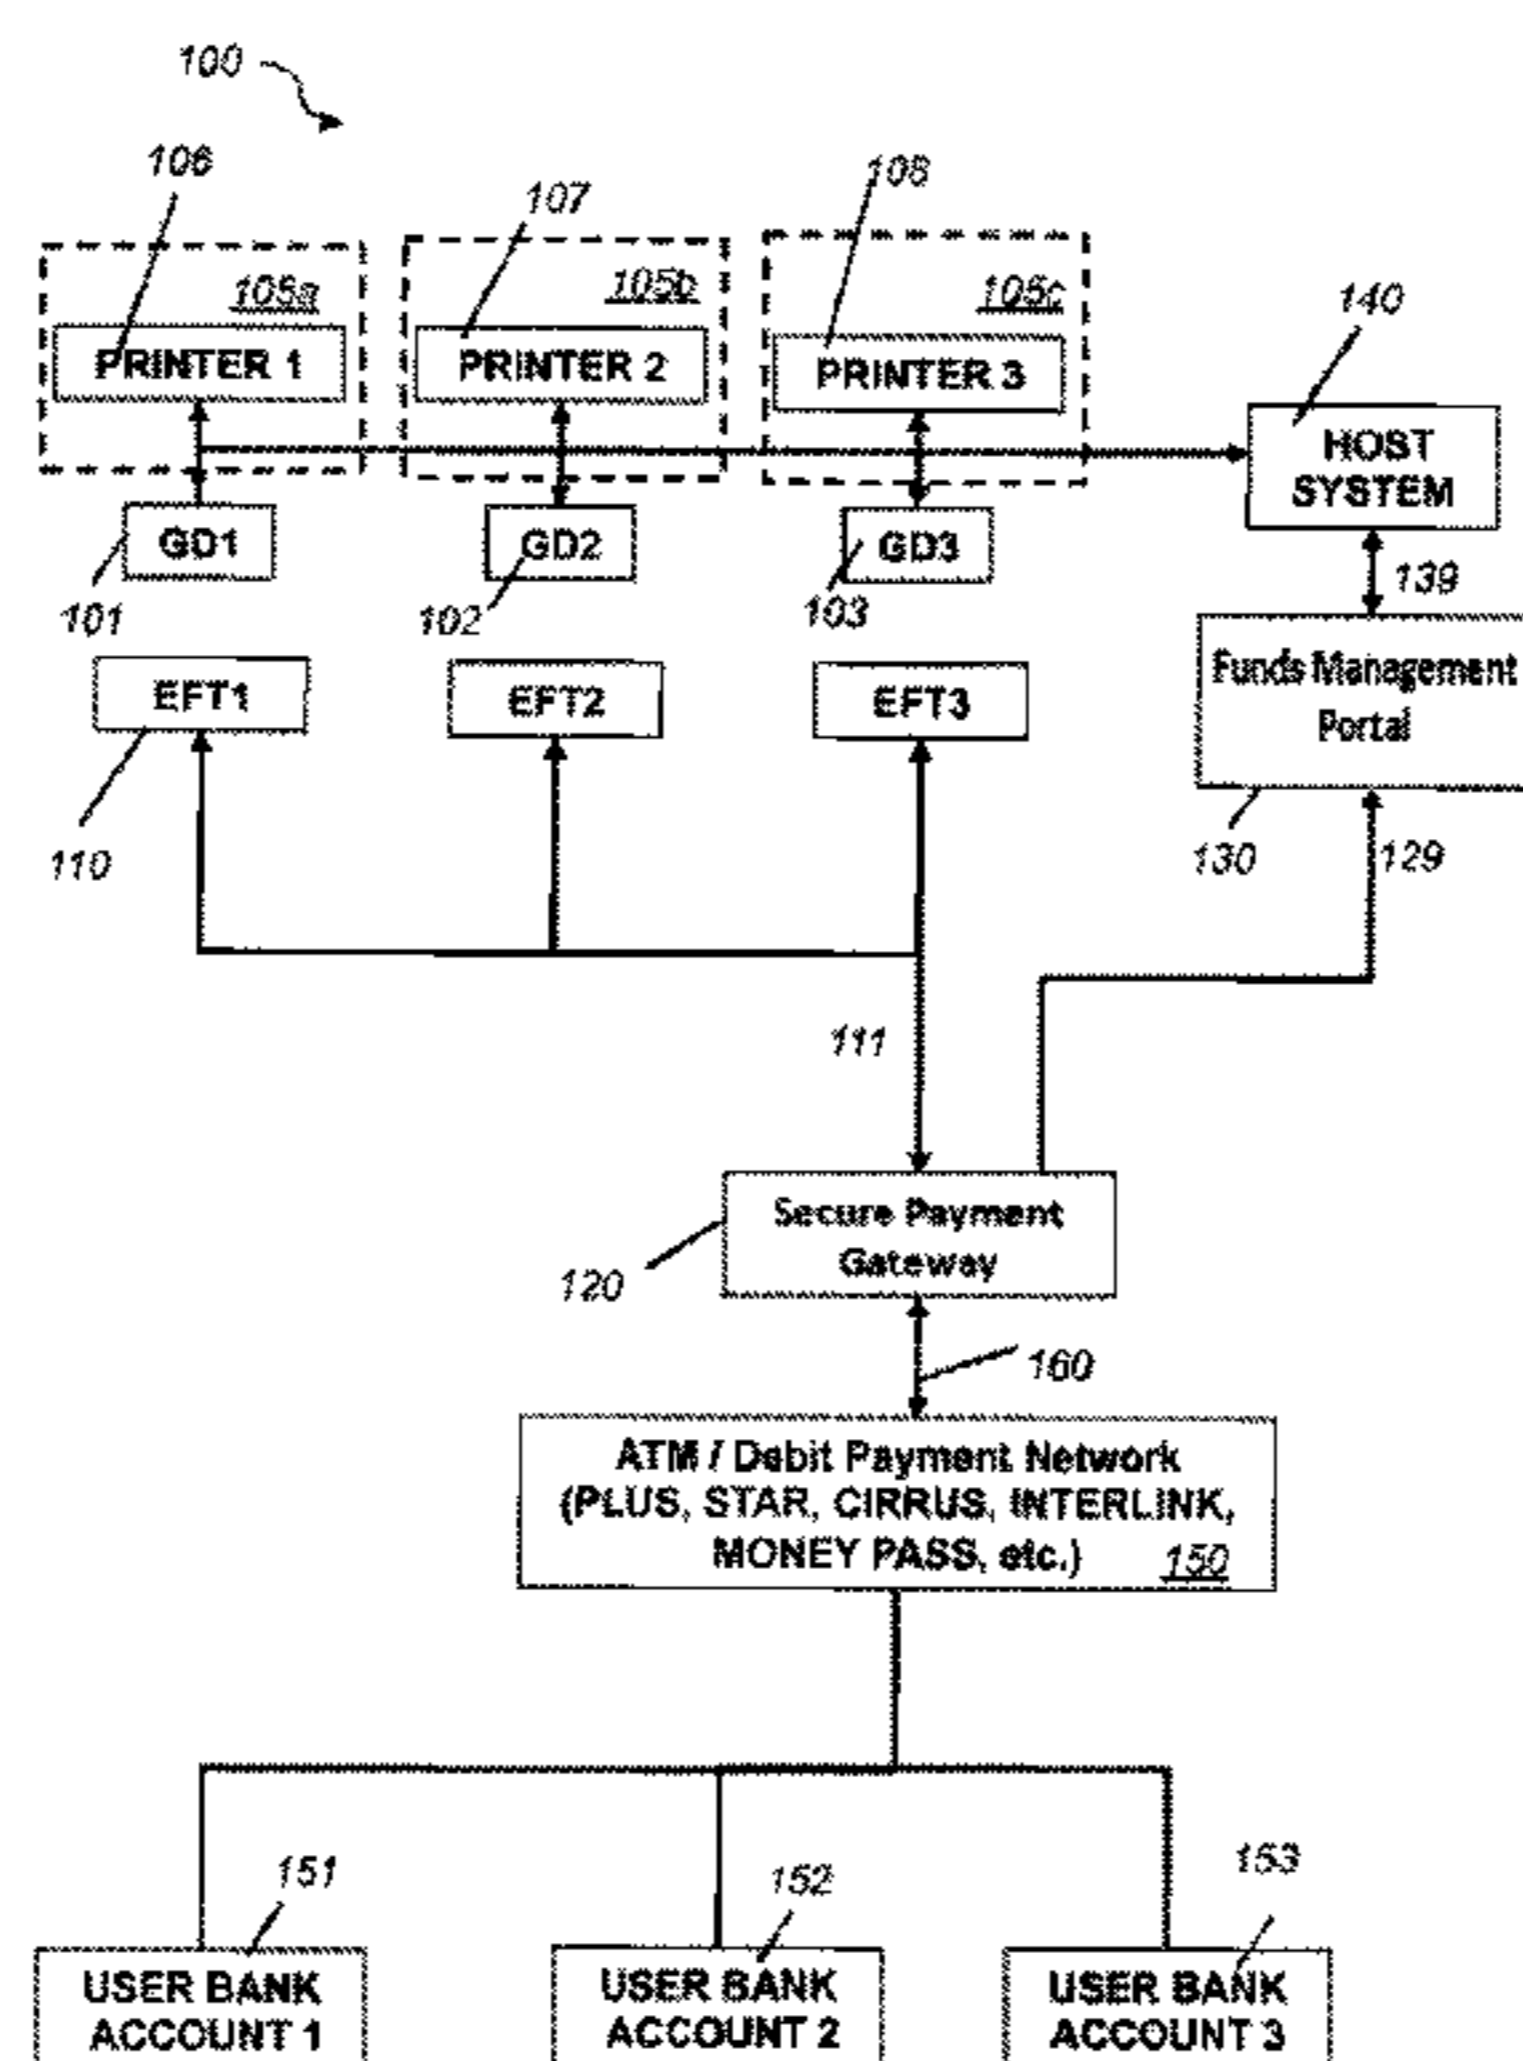 100
106
107
108
105a
105b
105c
140
PRINTER 1
PRINTER 2
PRINTER 3
HOST
SYSTEM
GD1
GD2
GD3
139
101
102
103
Funds Management
Portal
EFT1
EFT2
EFT3
110
130
129
111
Secure Payment
Gateway
120
160
ATM / Debit Payment Network
(PLUS, STAR, CIRRUS, INTERLINK,
MONEY PASS, etc.) 150
151
152
153
USER BANK
ACCOUNT 1
USER BANK
ACCOUNT 2
USER BANK
ACCOUNT 3